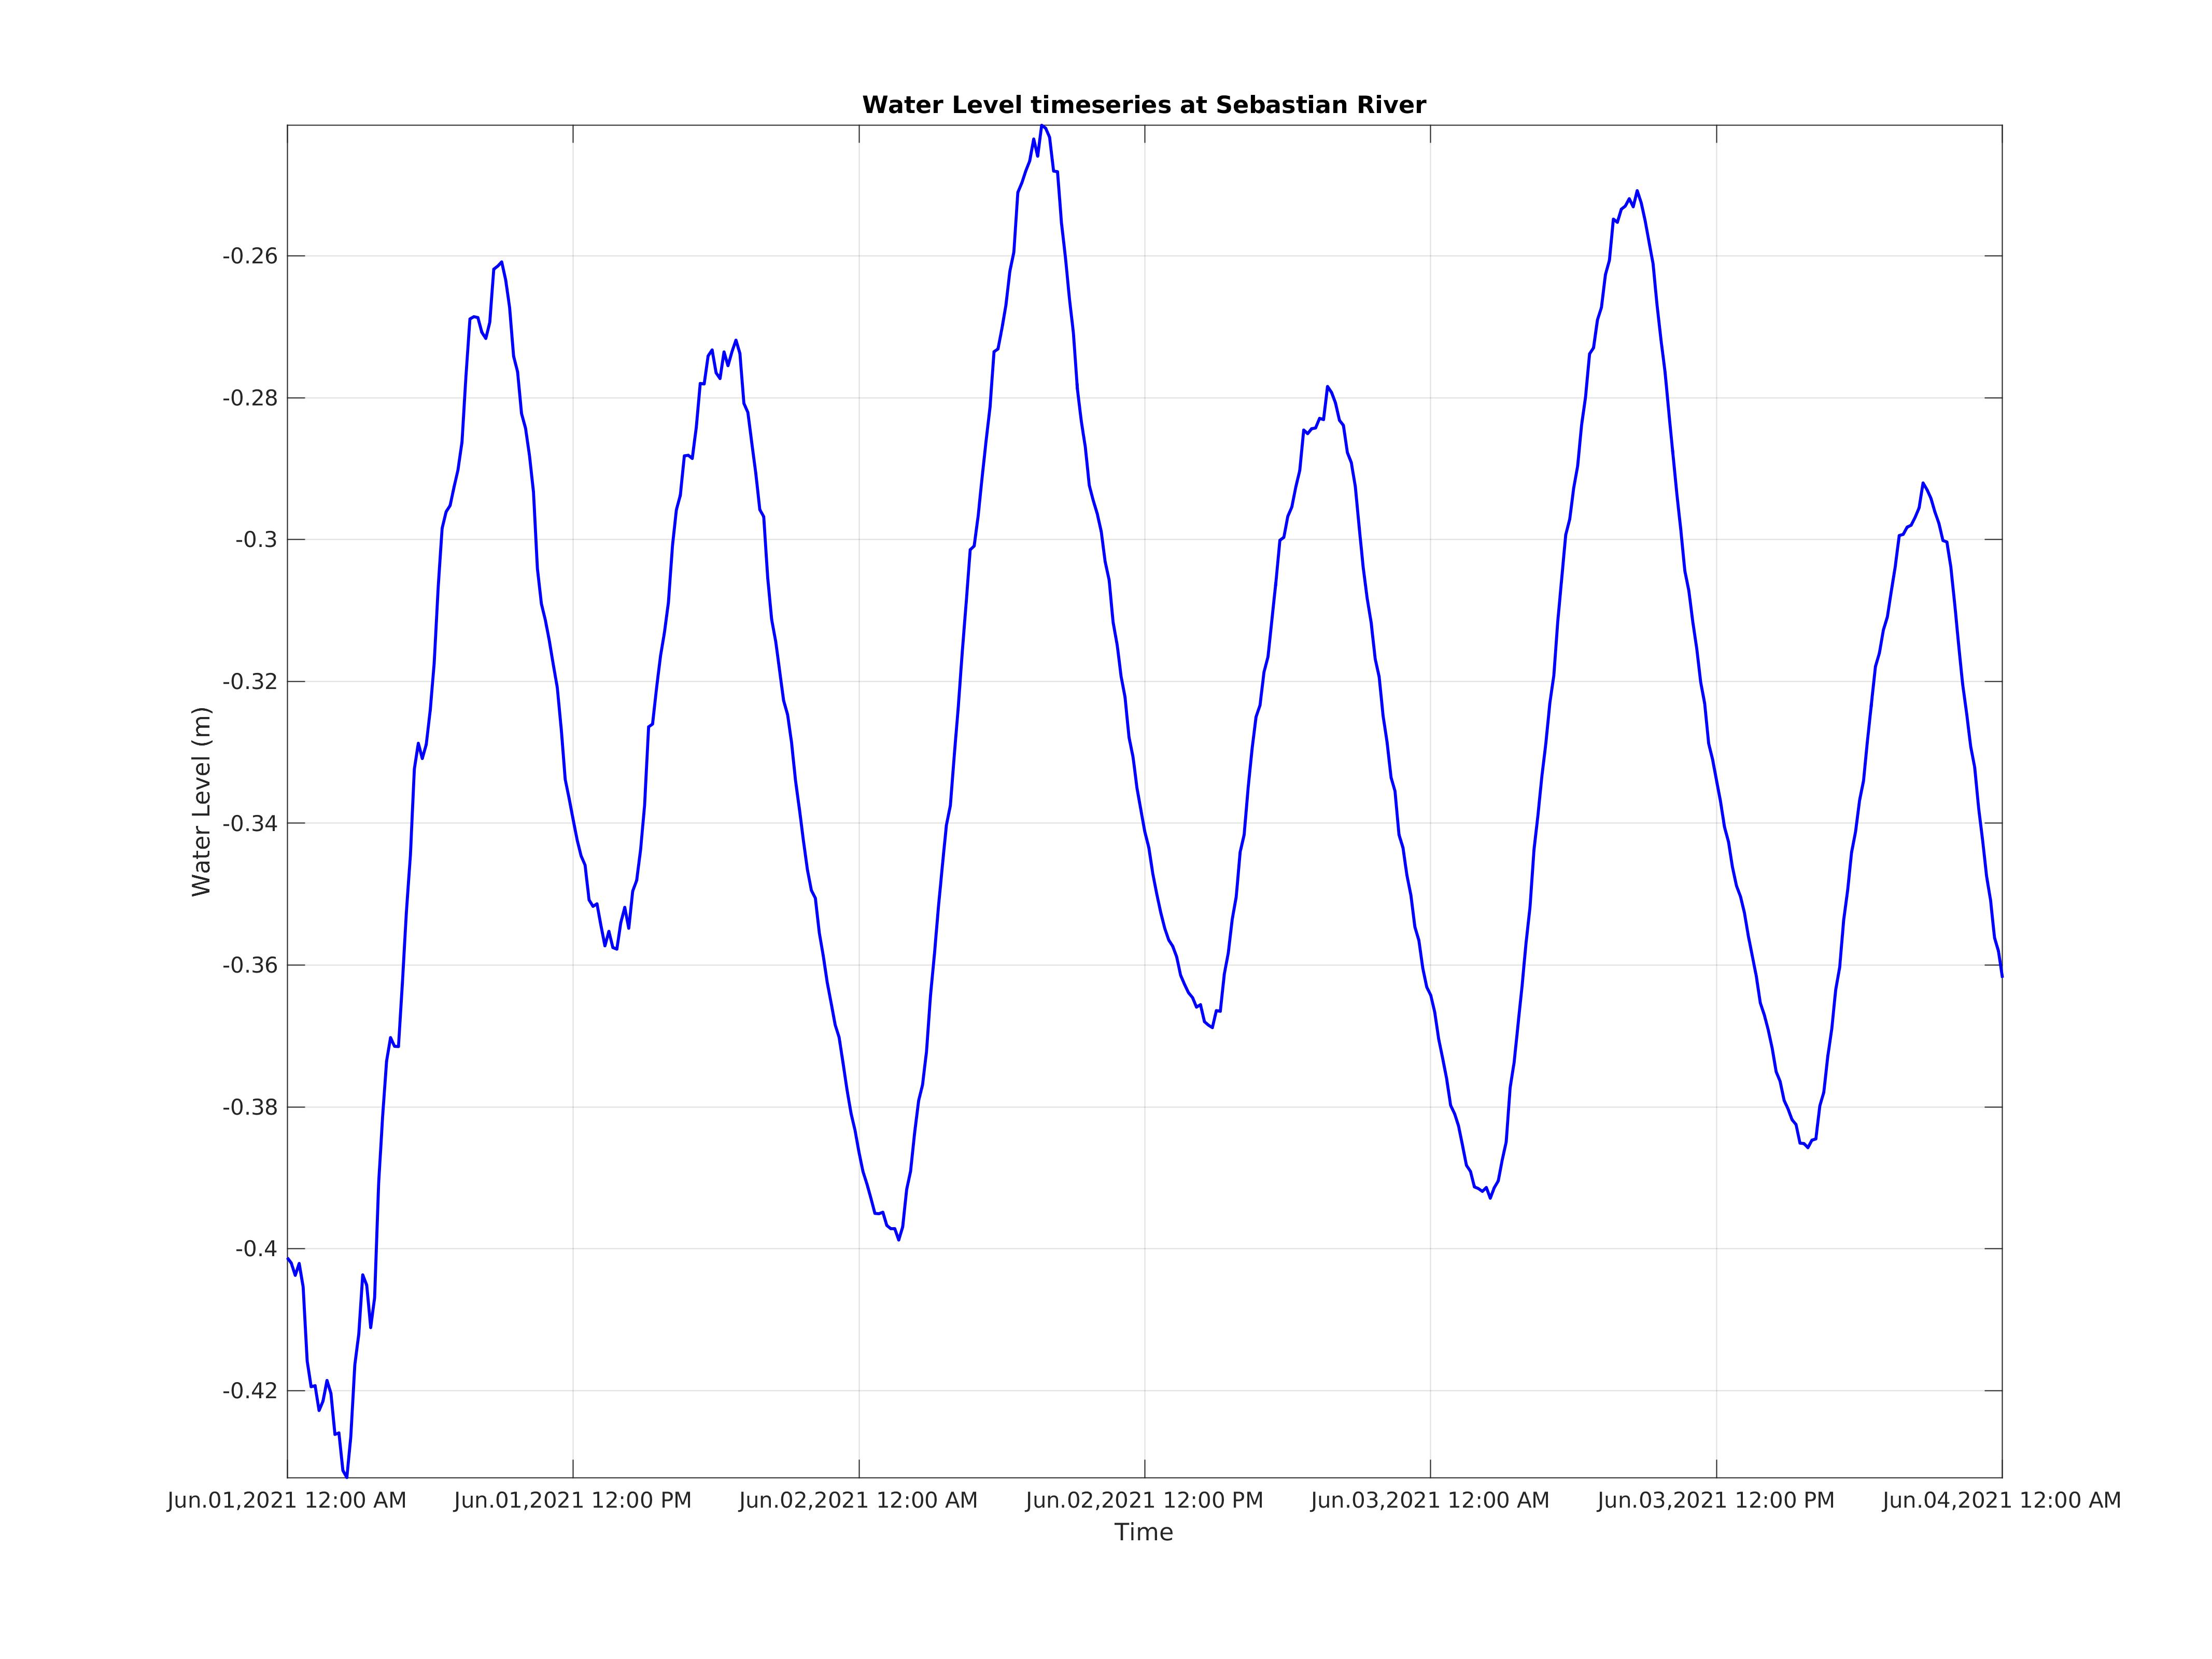 Water Level timeseries at Sebastian River
-0.26
-0.28
-0.3
-0.32
-0.34
-0.36
-0.38
-0.4
-0.42
Water Level (m)
Jun.01,2021 12:00 AM
Jun.01,2021 12:00 PM
Jun.02,2021 12:00 AM
Jun.02,2021 12:00 PM
Jun.03,2021 12:00 AM
Jun.03,2021 12:00 PM
Jun.04,2021 12:00 AM
Time